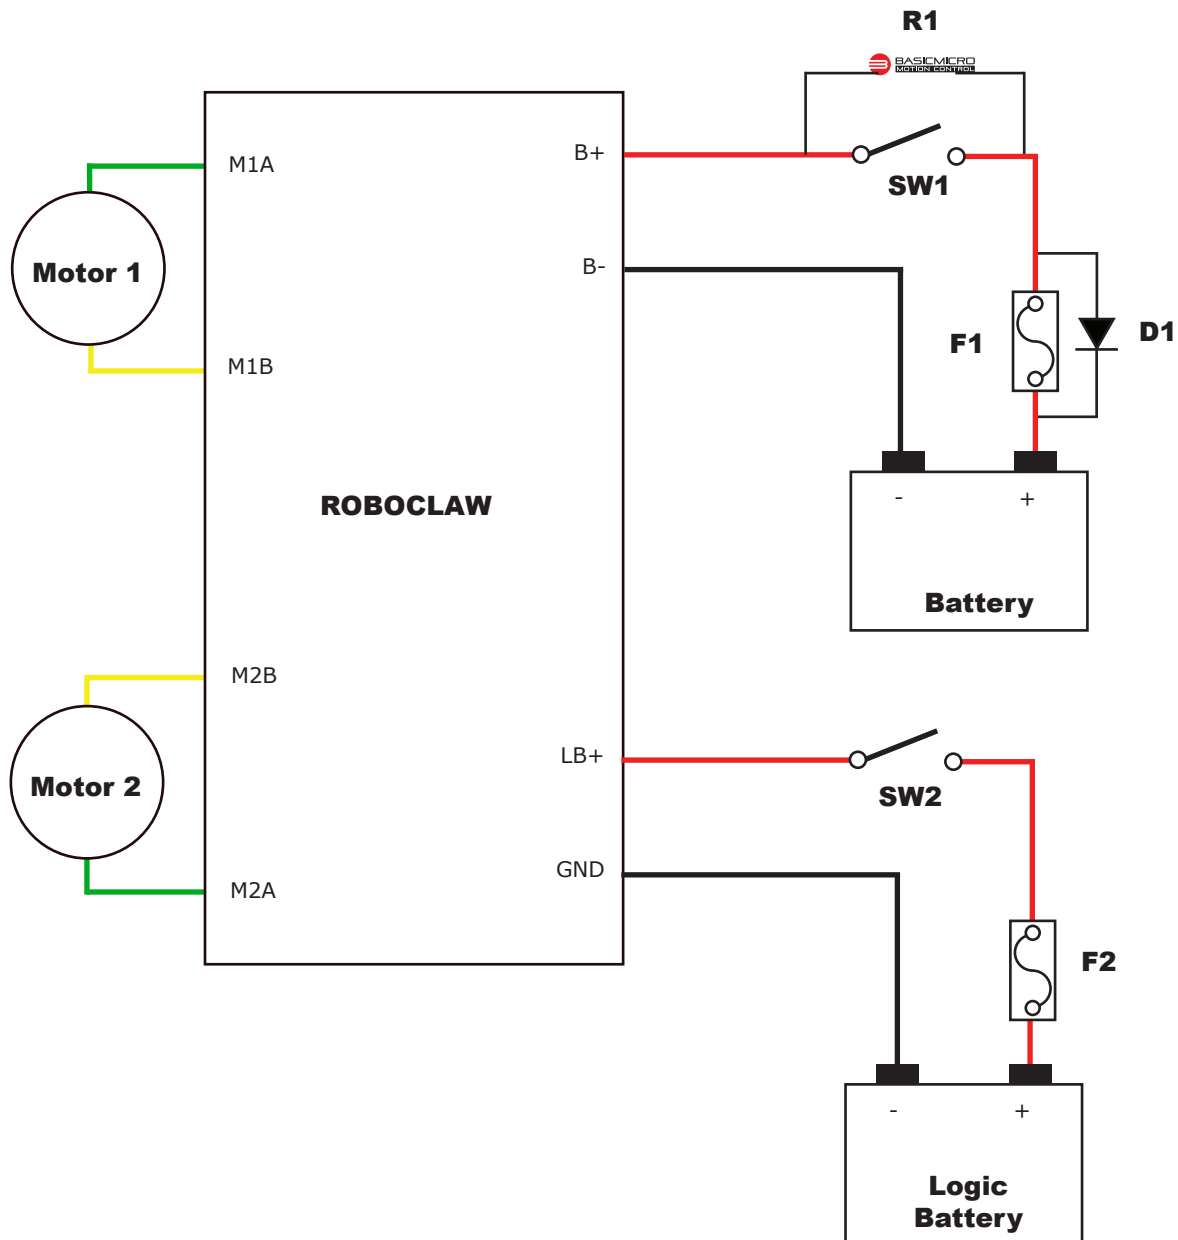 R1
BASICMICRO
MOTION CONTROL
M1A
B+
SW1
B-
Motor 1
M1B
F1
D1
- +
ROBOCLAW
Battery
M2B
LB+
SW2
Motor 2
GND
M2A
F2
- +
Logic
Battery